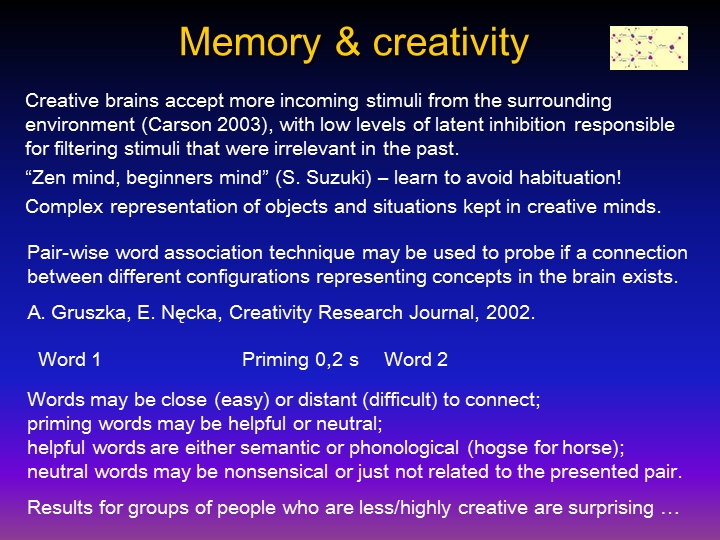 Memory & creativity
Creative brains accept more incoming stimuli from the surrounding
environment (Carson 2003), with low levels of latent inhibition responsible
for filtering stimuli that were irrelevant in the past.
“Zen mind, beginners mind” (S. Suzuki) – learn to avoid habituation!
Complex representation of objects and situations kept in creative minds.
Pair-wise word association technique may be used to probe if a connection
between different configurations representing concepts in the brain exists.
A. Gruszka, E. Nęcka, Creativity Research Journal, 2002.
Word 1 Priming 0,2 s Word 2
Words may be close (easy) or distant (difficult) to connect;
priming words may be helpful or neutral;
helpful words are either semantic or phonological (hogse for horse);
neutral words may be nonsensical or just not related to the presented pair.
Results for groups of people who are less/highly creative are surprising …